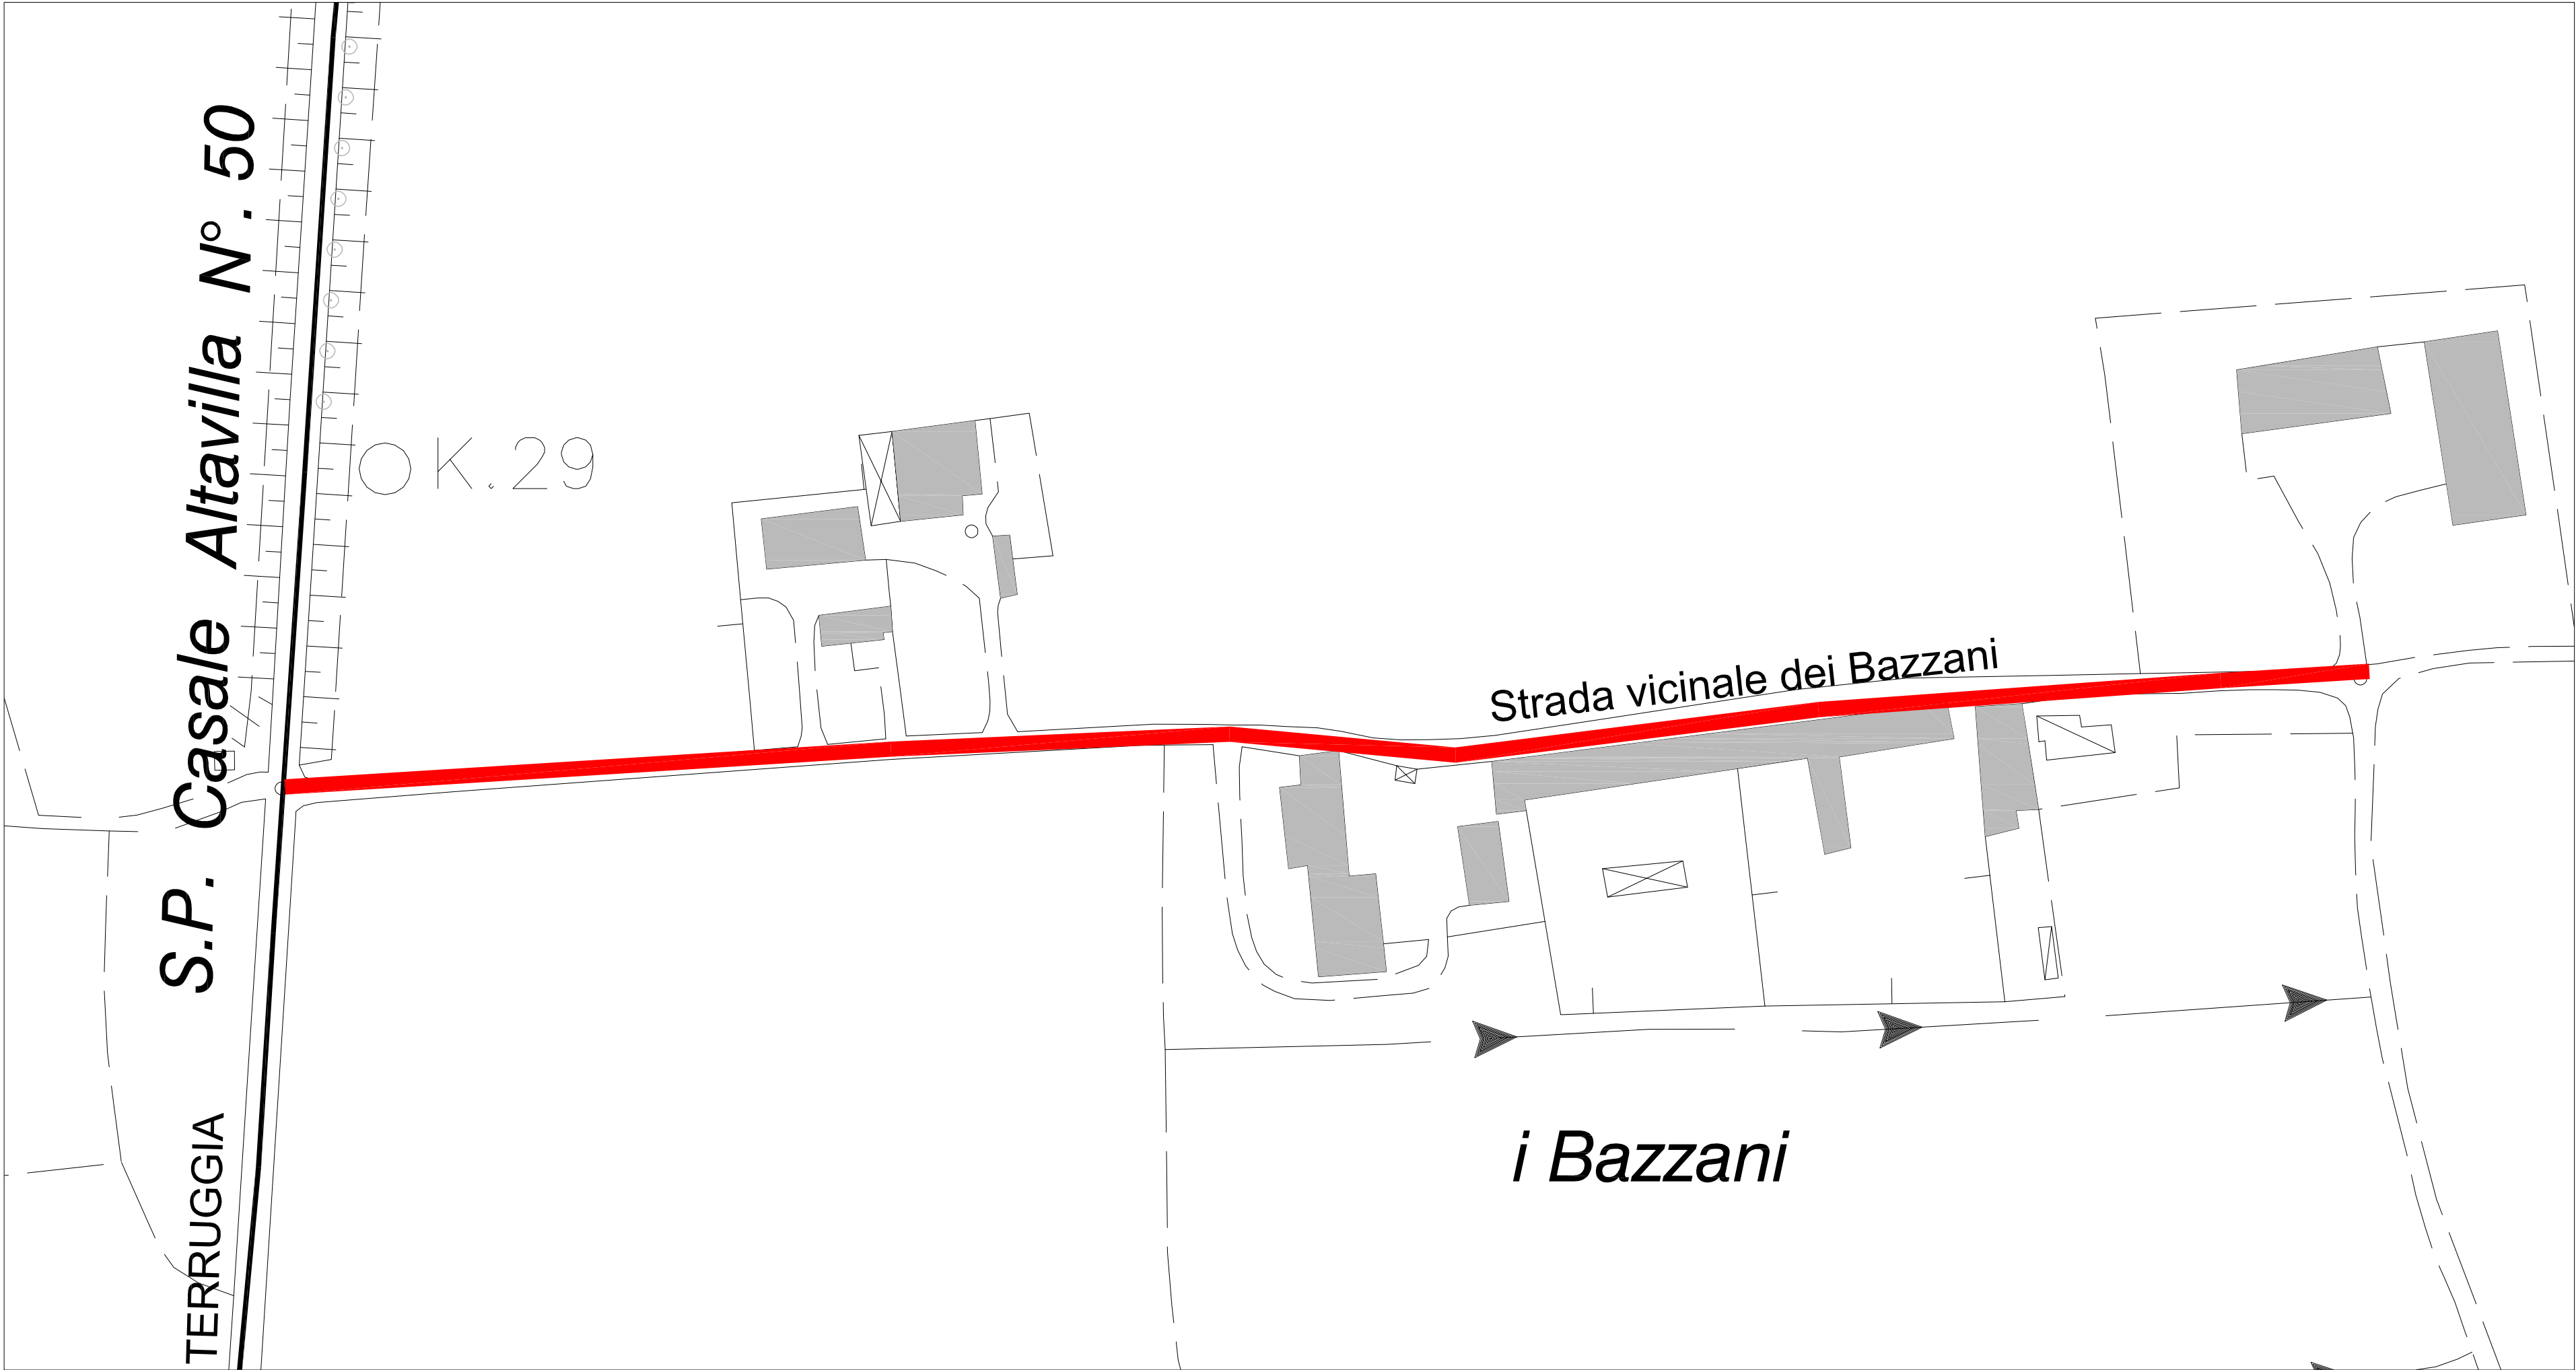 S.P. Casale Altavilla N°. 50
K.29
Strada vicinale dei Bazzani
i Bazzani
TERRUGGIA